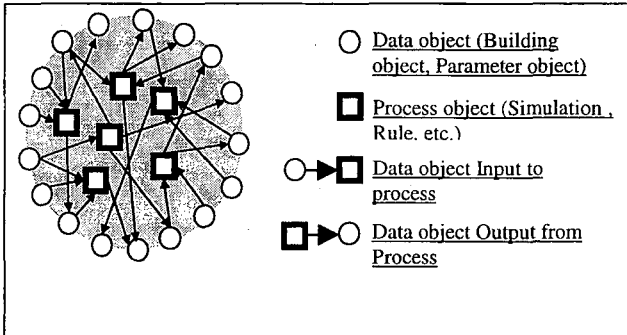 Data object (Building
object, Parameter object)
Process object (Simulation ,
Rule, etc.)
Data object Input to
process
Data object Output from
Process